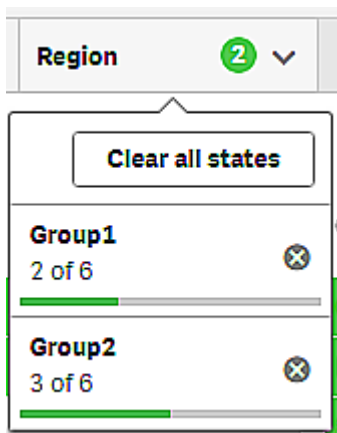 Region 2
Clear all states
Group1
2 of 6
Group2
3 of 6